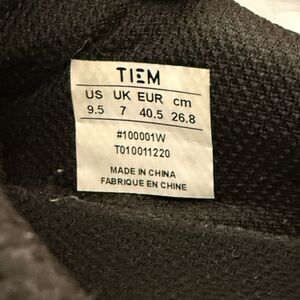 TIEM
US UK EUR cm
9.5 7 40.5 26.8
#100001W
T010011220
MADE IN CHINA
FABRIQUE EN CHINE